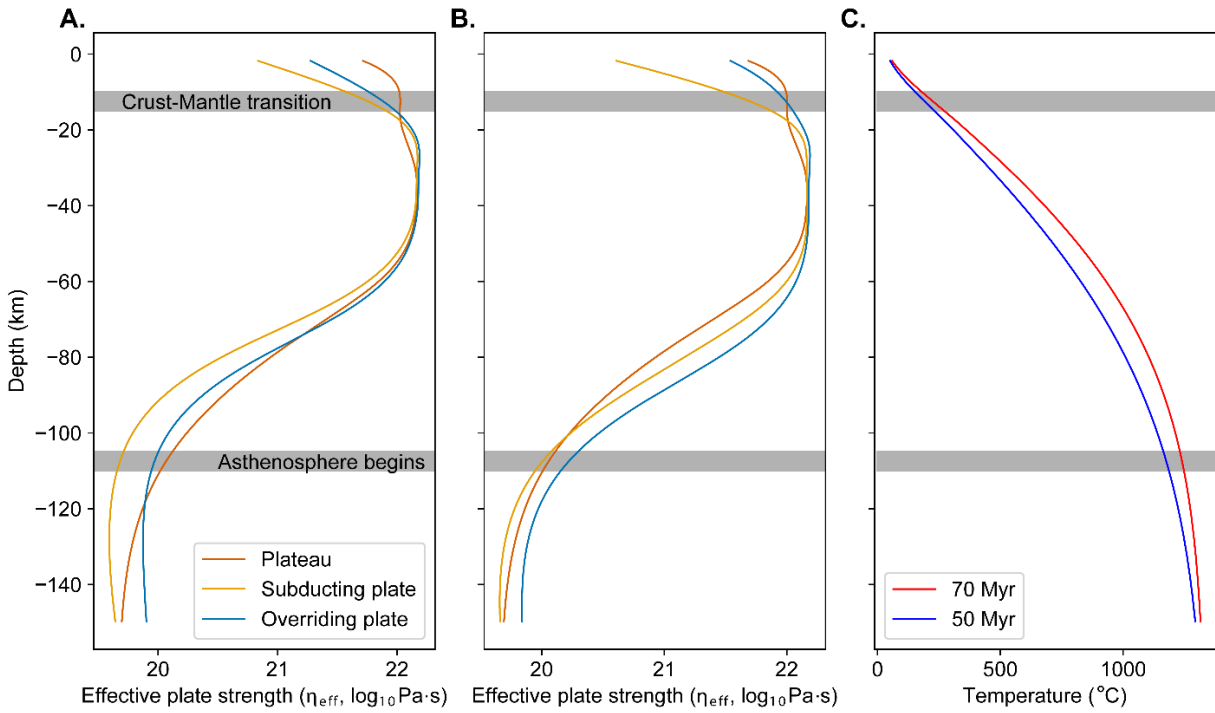 A.
B.
C.
0
−20
−40
−60
−80
−100
−120
−140
Depth (km)
Crust-Mantle transition
Asthenosphere begins
Plateau
Subducting plate
Overriding plate
20
21
22
Effective plate strength (η_eff, log₁₀Pa·s)
20
21
22
Effective plate strength (η_eff, log₁₀Pa·s)
70 Myr
50 Myr
0
500
1000
Temperature (°C)